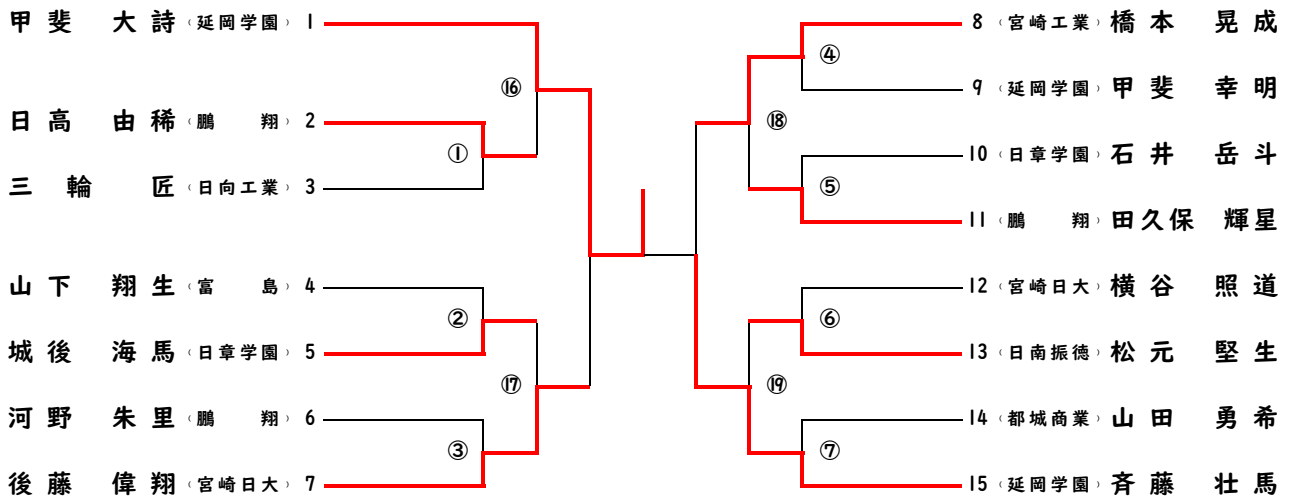 甲斐 大詩 (延岡学園) 1
日高 由稀 (鵬 翔) 2
三輪 匠 (日向工業) 3
山下 翔生 (富 島) 4
城後 海馬 (日章学園) 5
河野 朱里 (鵬 翔) 6
後藤 偉翔 (宮崎日大) 7
①
②
③
⑯
⑰
⑱
⑲
④
⑤
⑥
⑦
8 (宮崎工業) 橋本 晃成
9 (延岡学園) 甲斐 幸明
10 (日章学園) 石井 岳斗
11 (鵬 翔) 田久保 輝星
12 (宮崎日大) 横谷 照道
13 (日南振徳) 松元 堅生
14 (都城商業) 山田 勇希
15 (延岡学園) 斉藤 壮馬